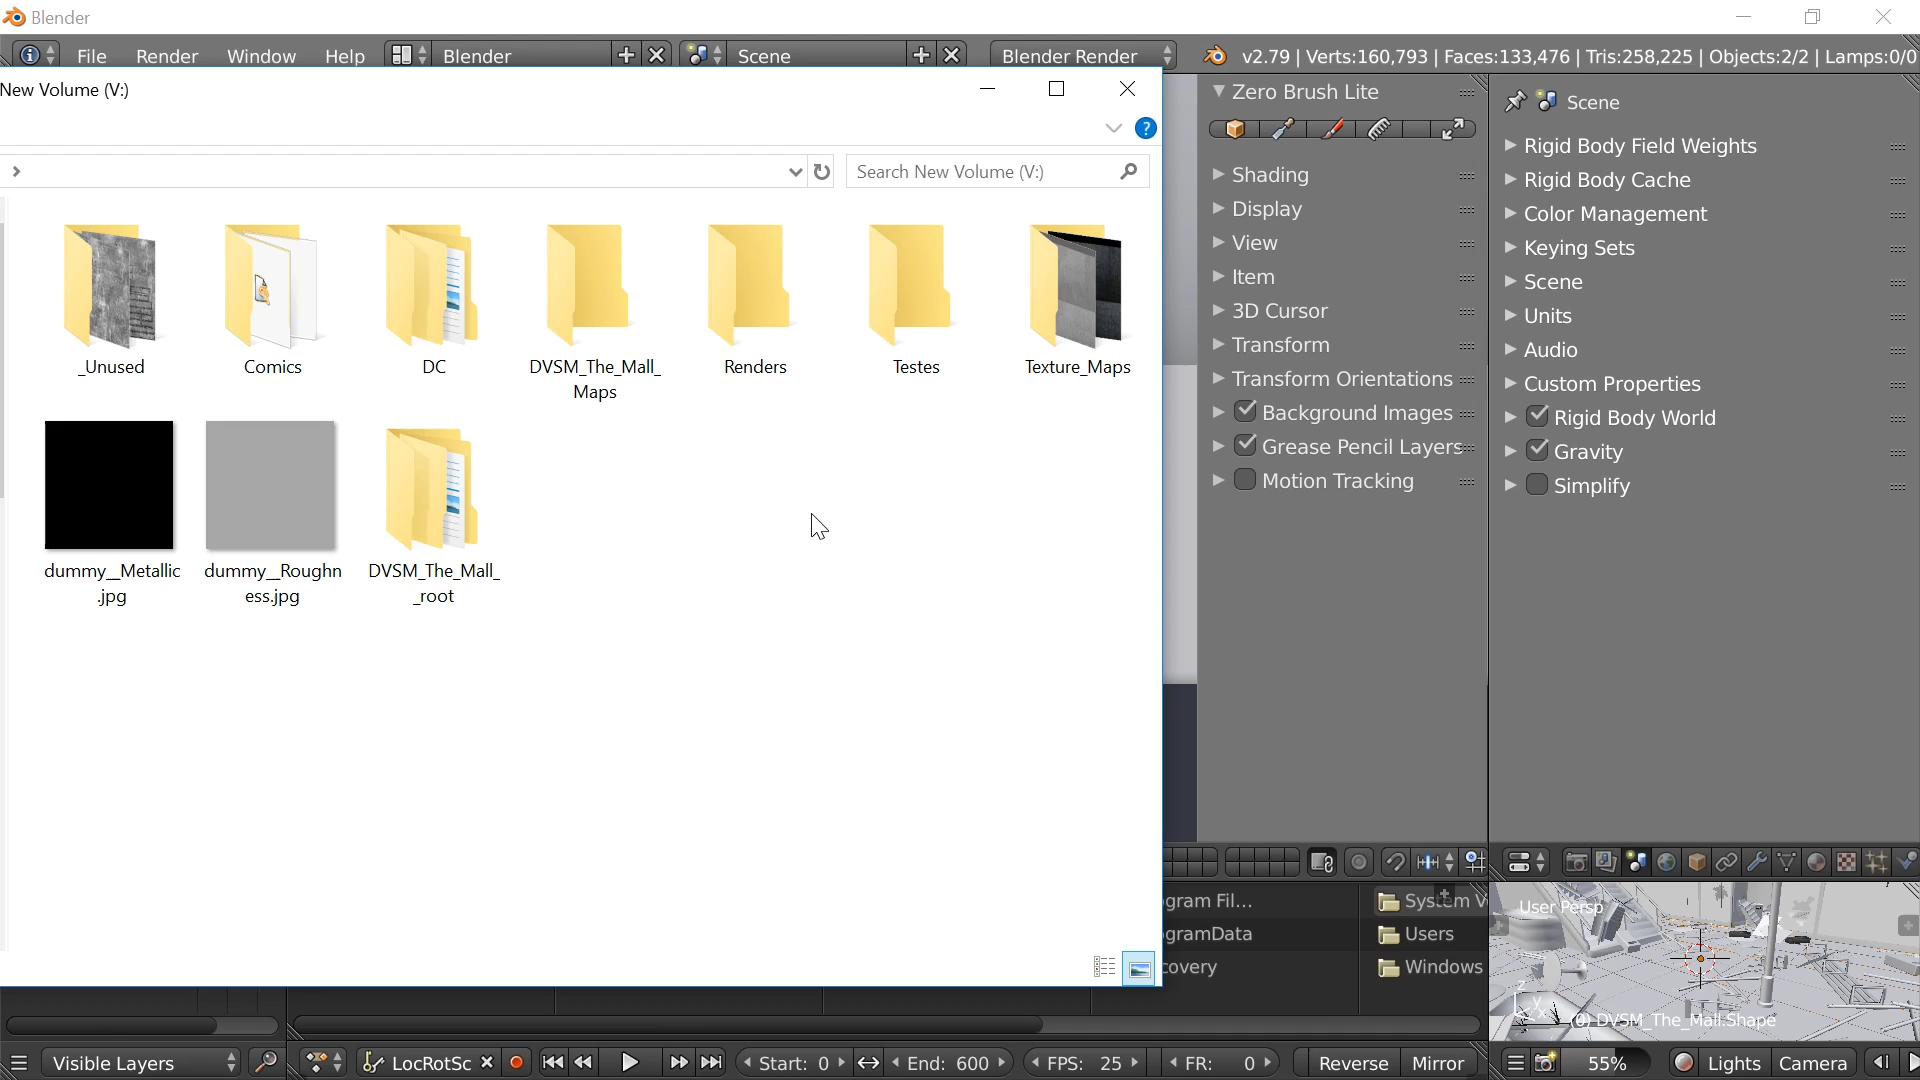 Blender
File Render Window Help Blender Scene Blender Render v2.79 | Verts:160,793 | Faces:133,476 | Tris:258,225 | Objects:2/2 | Lamps:0/0
New Volume (V:)
Search New Volume (V:)
_Unused
Comics
DC
DVSM_The_Mall_
Maps
Renders
Testes
Texture_Maps
dummy__Metallic
.jpg
dummy__Roughn
ess.jpg
DVSM_The_Mall_
_root
Zero Brush Lite
Shading
Display
View
Item
3D Cursor
Transform
Transform Orientations
Background Images
Grease Pencil Layers
Motion Tracking
Scene
Rigid Body Field Weights
Rigid Body Cache
Color Management
Keying Sets
Scene
Units
Audio
Custom Properties
Rigid Body World
Gravity
Simplify
ogram Fil...
ogramData
covery
System V
Users
Windows
User Persp
(0) DVSM_The_Mall.Shape
Visible Layers LocRotSc Start: 0 End: 600 FPS: 25 FR: 0 Reverse Mirror 55% Lights Camera